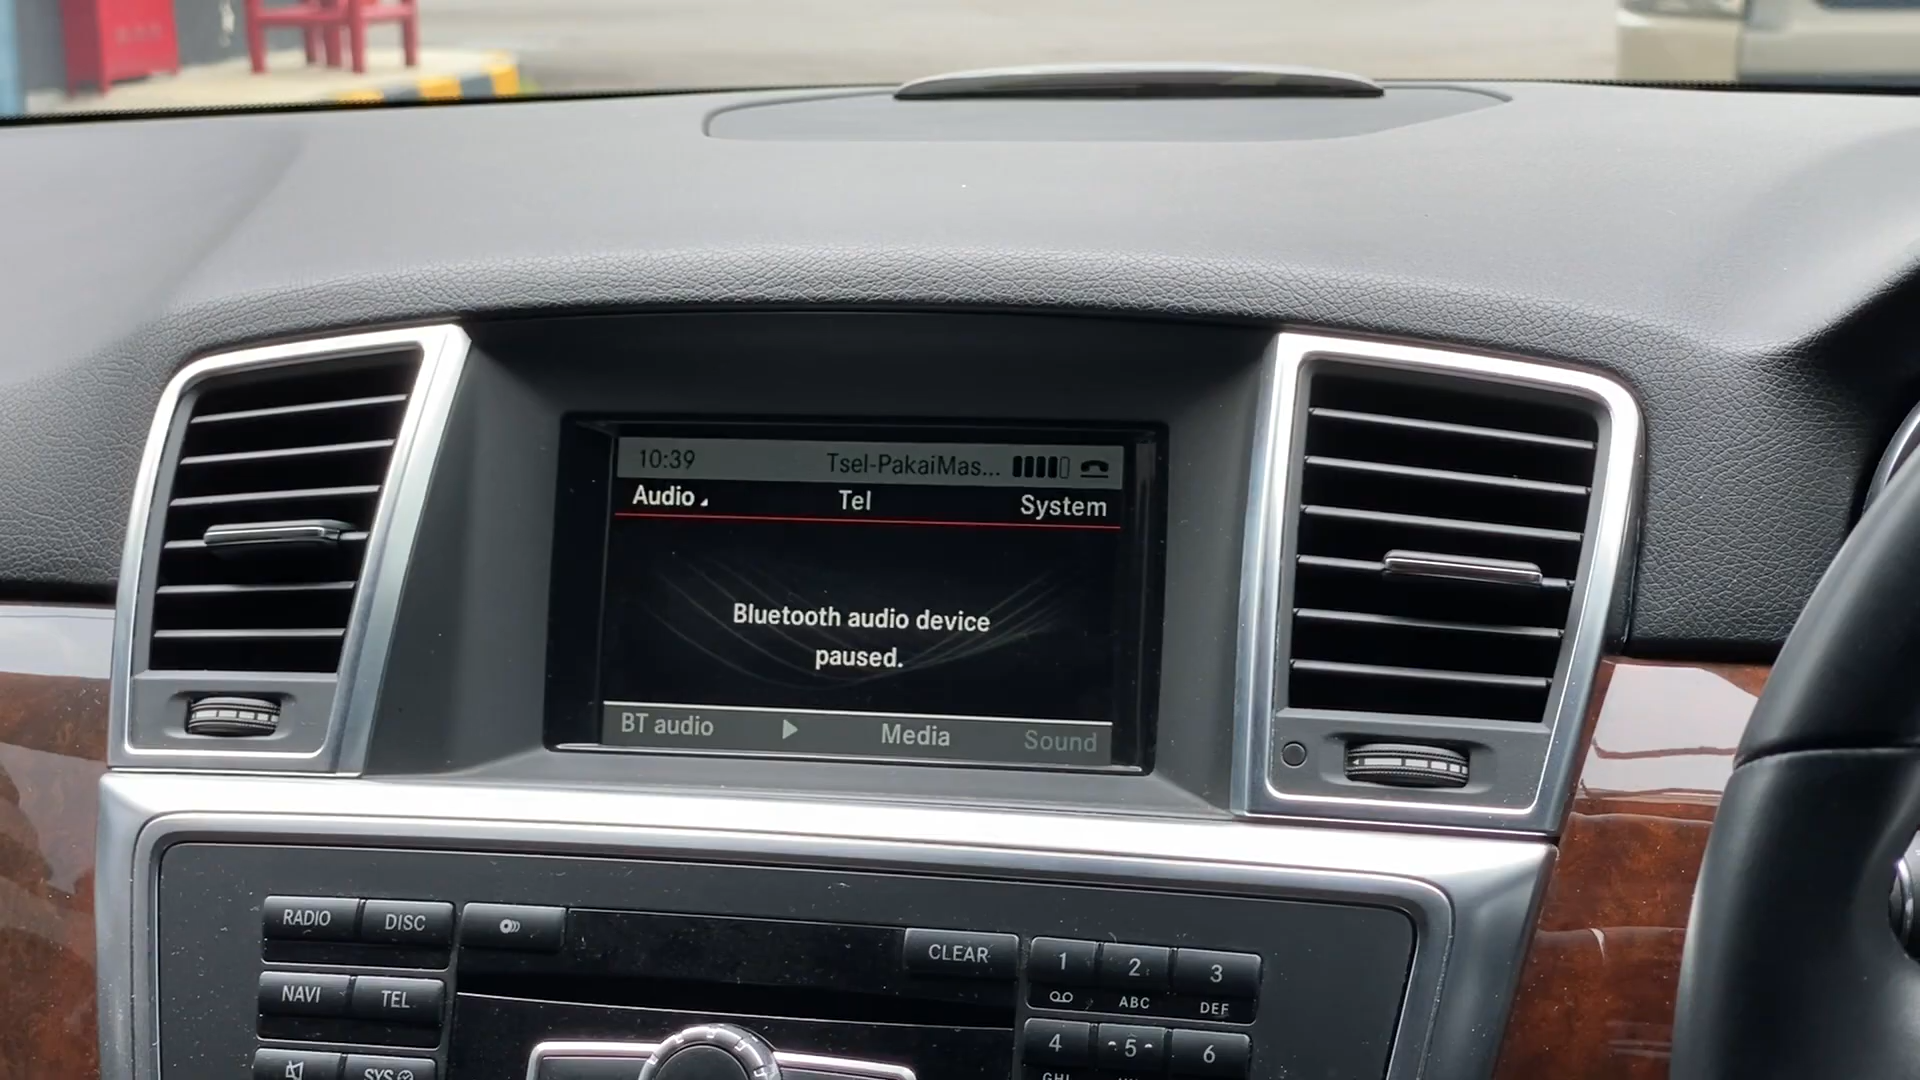 10:39 Tsel-PakaiMas...
Audio Tel System
Bluetooth audio device
paused.
BT audio Media Sound
RADIO DISC
CLEAR
1 2 3
ABC DEF
NAVI TEL
4 5 6
SYS